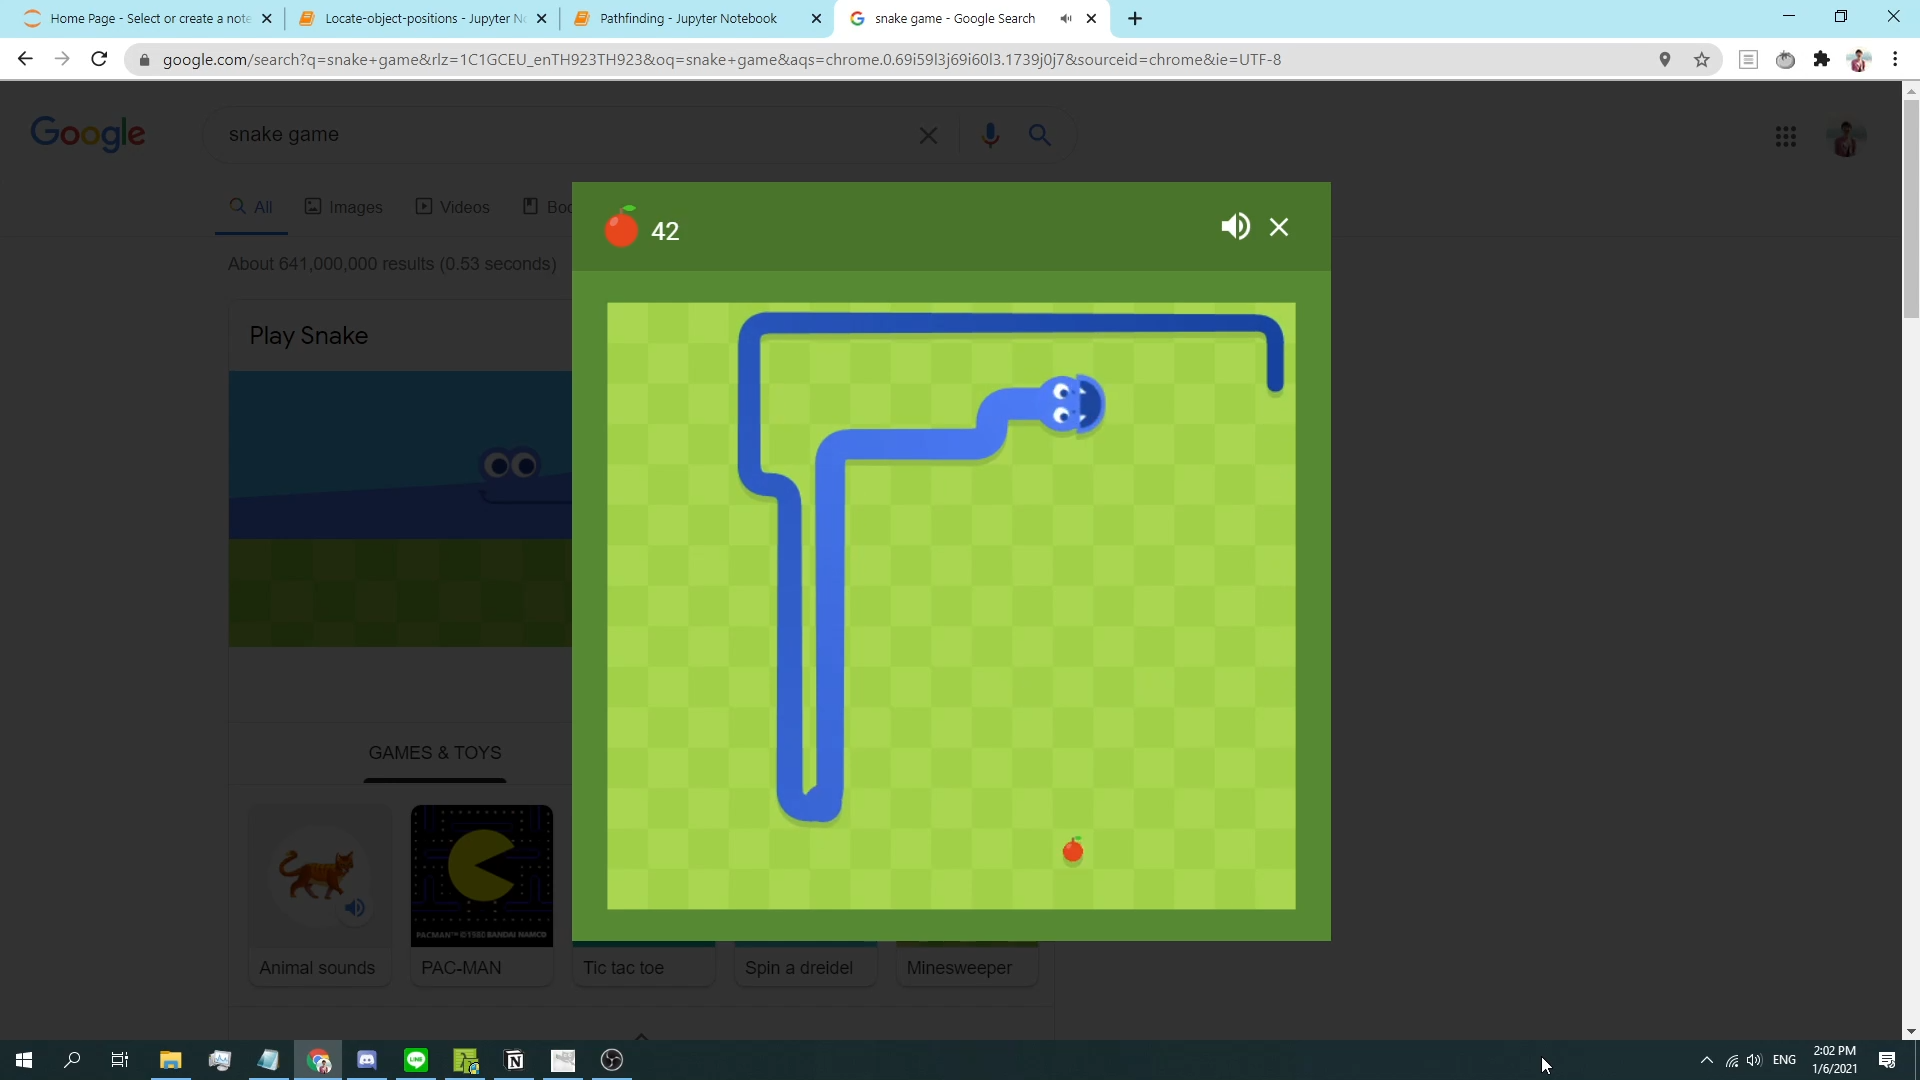 Home Page - Select or create a note
Locate-object-positions - Jupyter No
Pathfinding - Jupyter Notebook
snake game - Google Search
google.com/search?q=snake+game&rlz=1C1GCEU_enTH923TH923&oq=snake+game&aqs=chrome.0.69i59l3j69i60l3.1739j0j7&sourceid=chrome&ie=UTF-8
Google
snake game
All
Images
Videos
Boo
About 641,000,000 results (0.53 seconds)
42
Play Snake
GAMES & TOYS
PACMAN™ © 1980 BANDAI NAMCO
Animal sounds
PAC-MAN
Tic tac toe
Spin a dreidel
Minesweeper
ENG
2:02 PM
1/6/2021